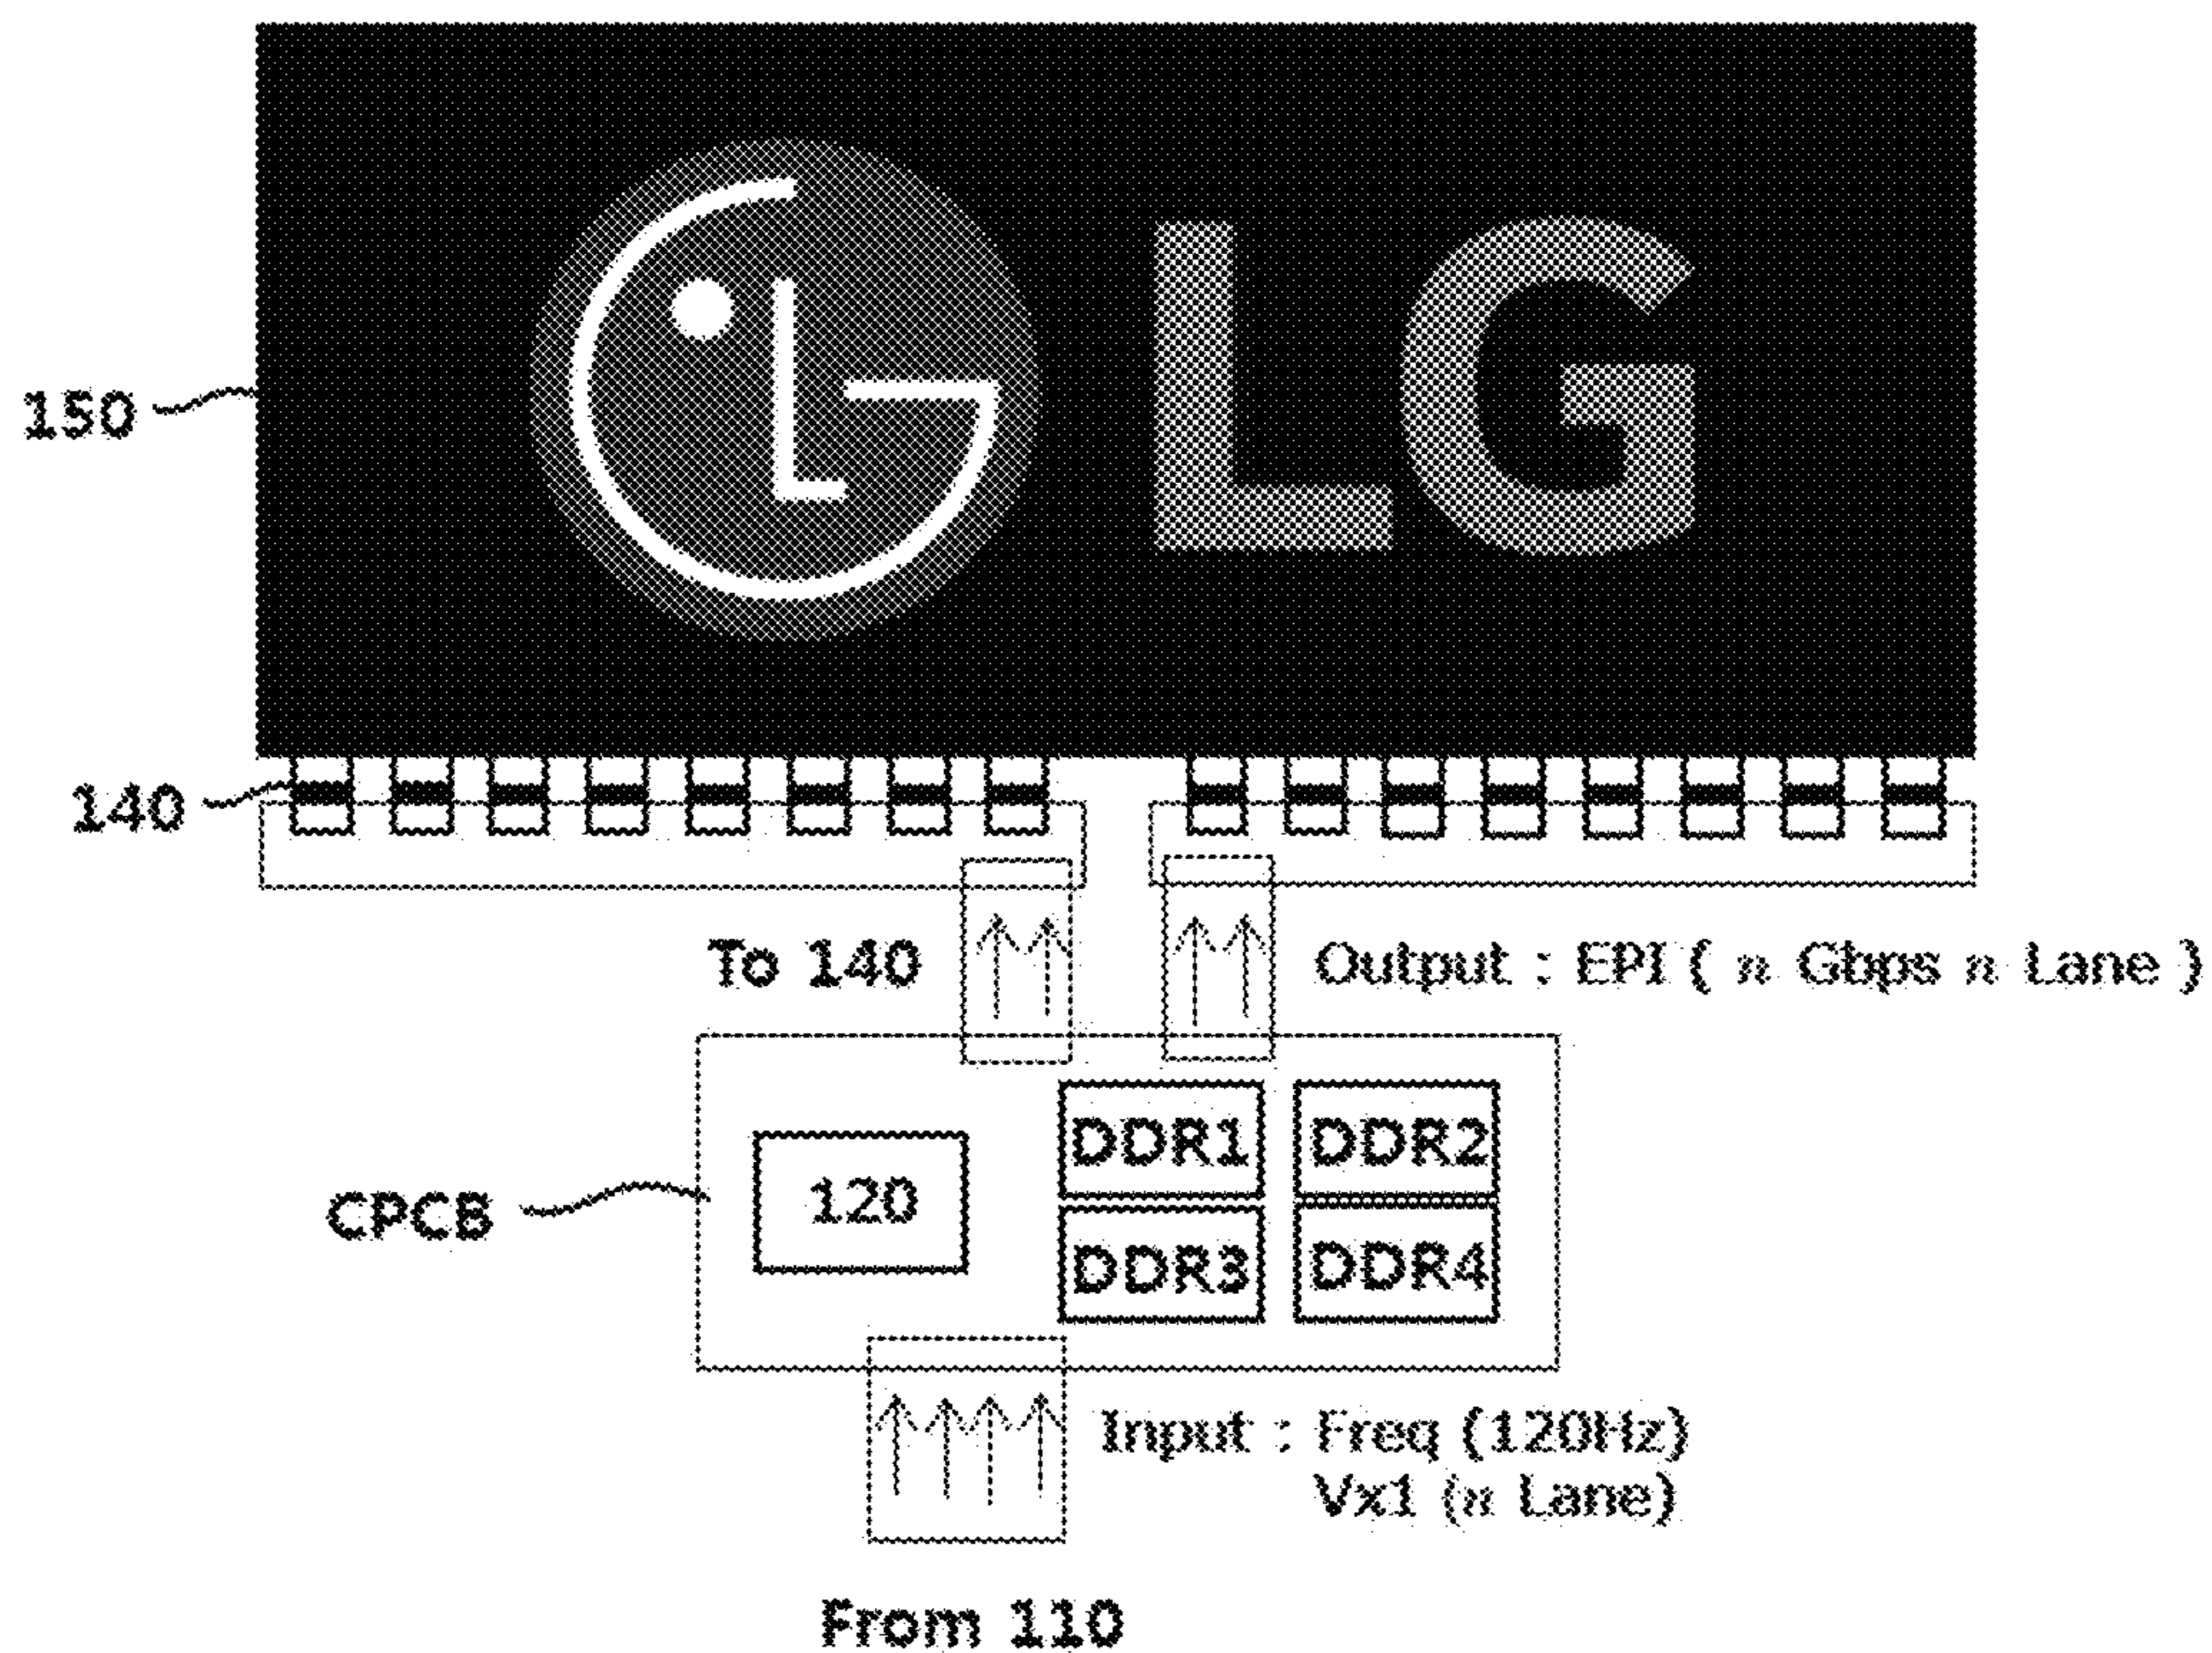 LG
LG
150
140
To 140
Output : EPI ( n Gbps n Lane )
DDR1
DDR2
120
CPCB
DDR3
DDR4
Input : Freq (120Hz)
Vx1 (n Lane)
From 110